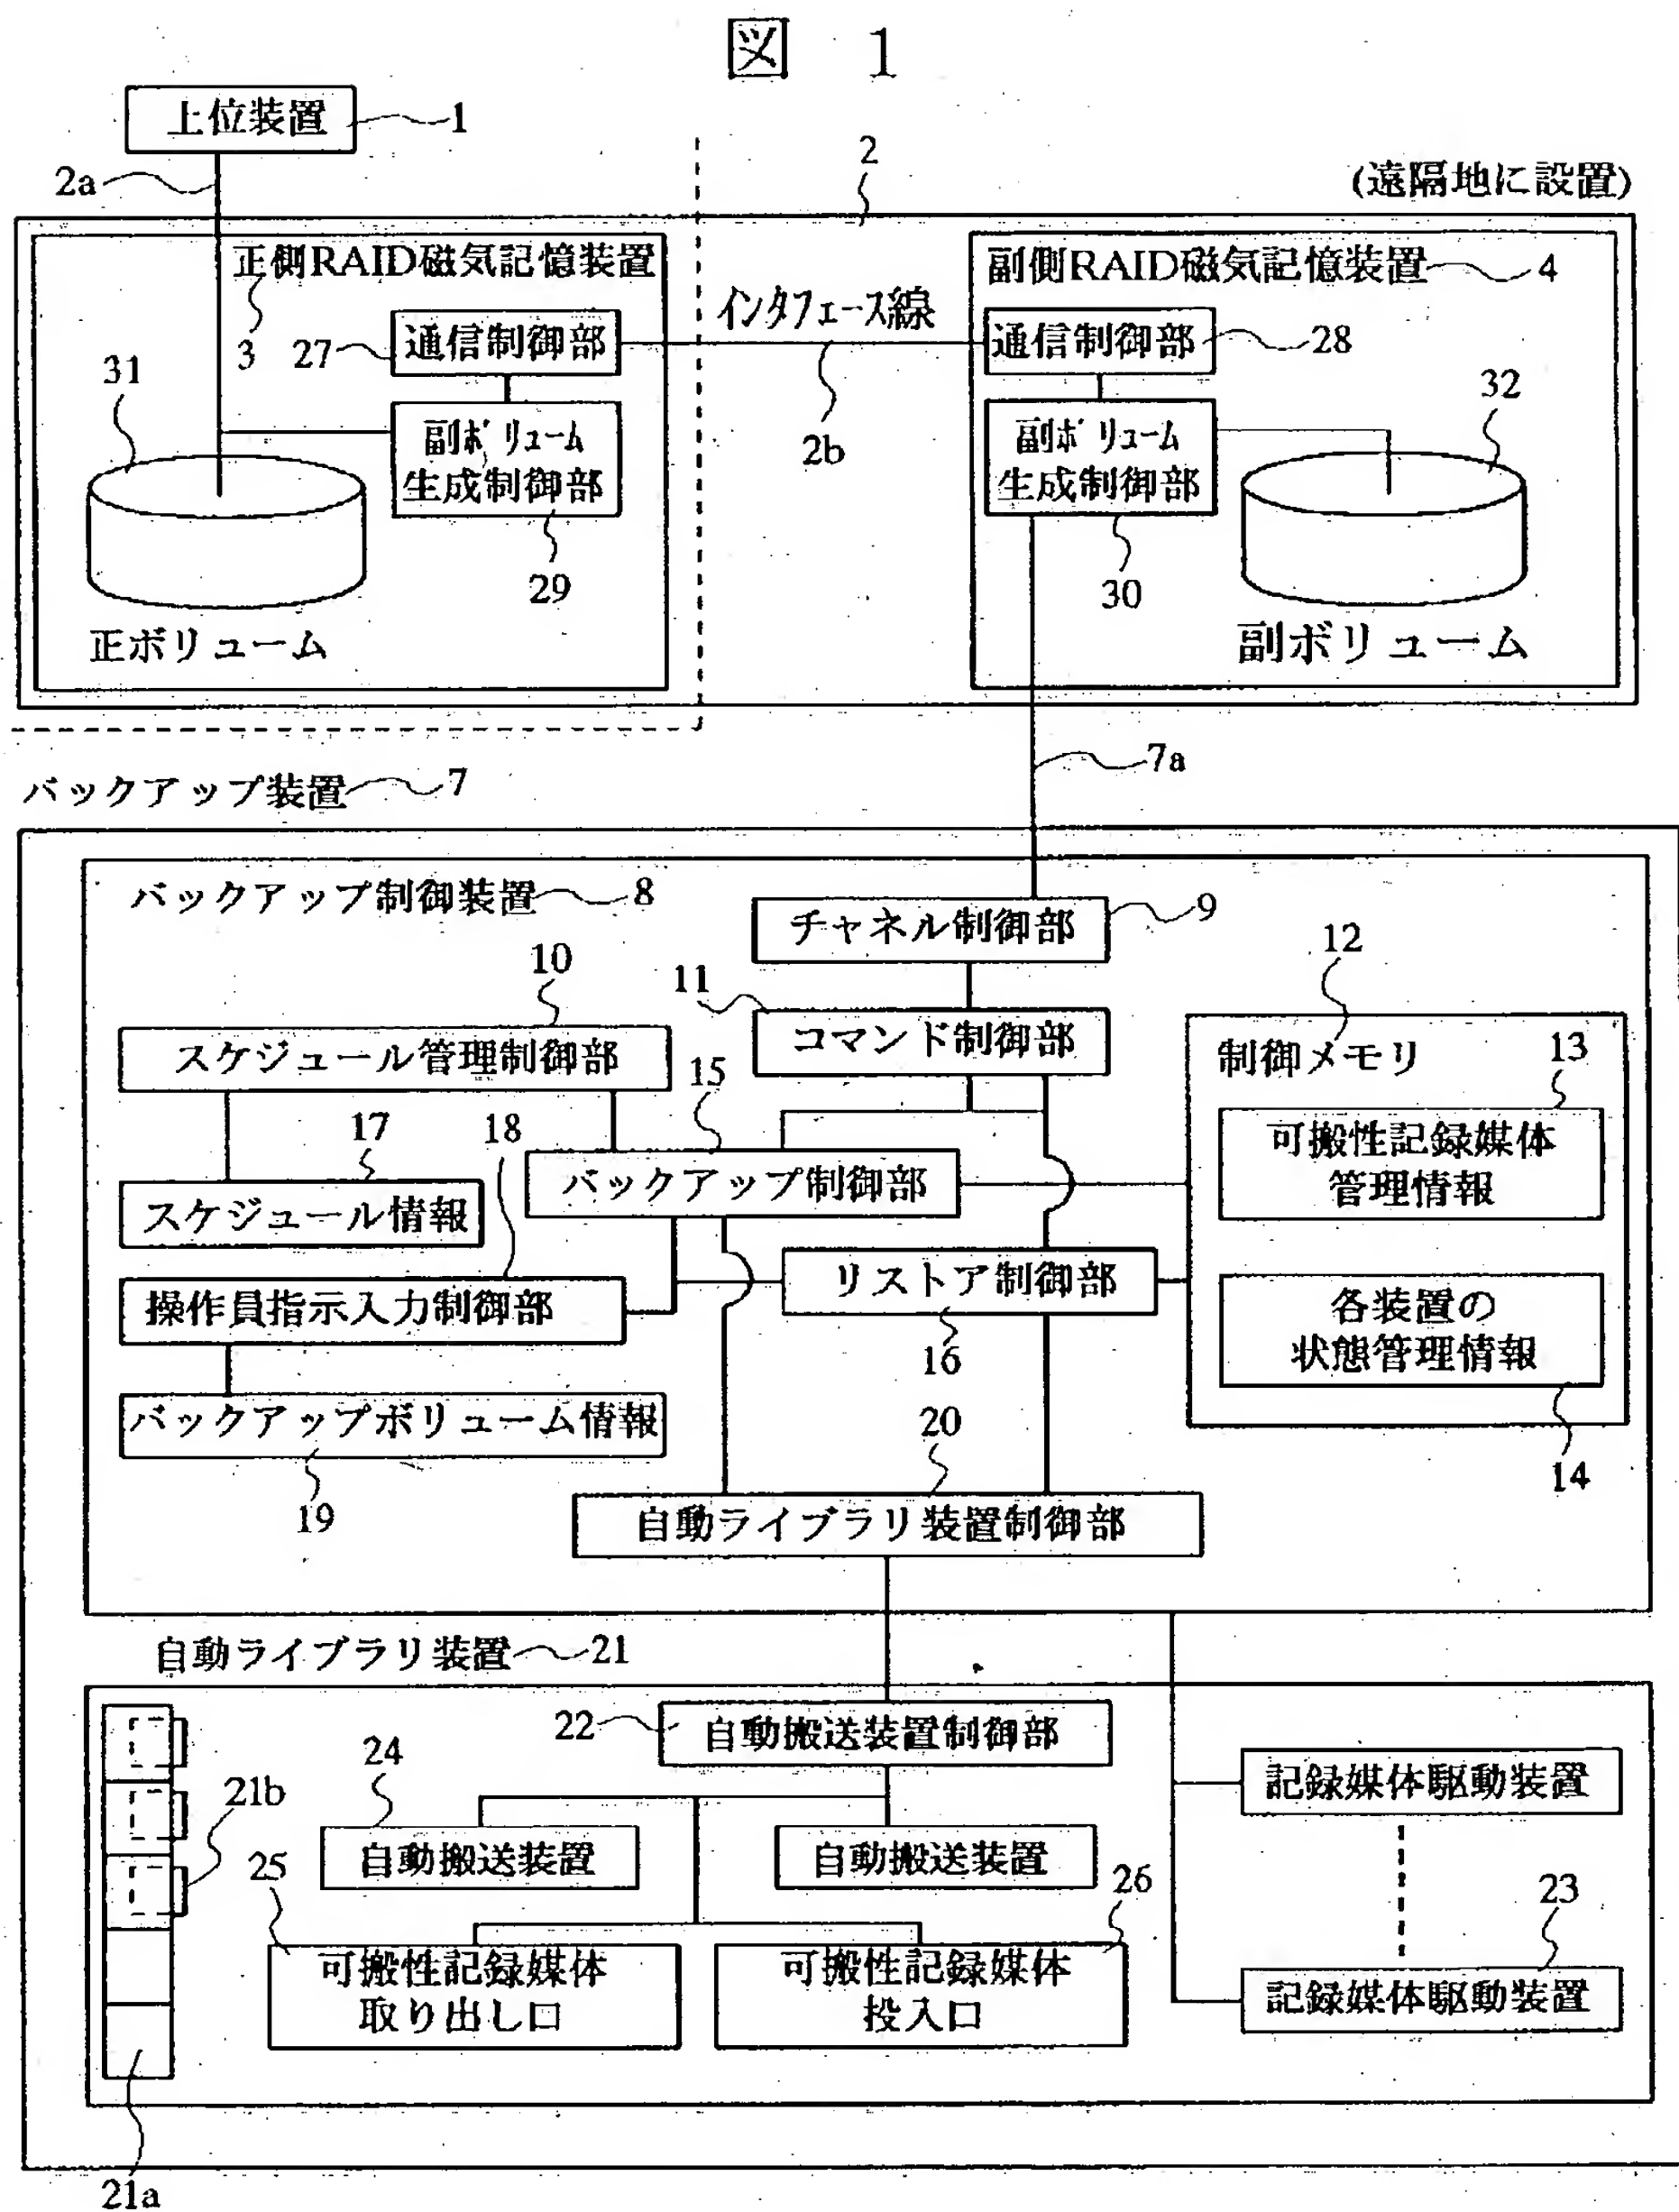 図 1
上位装置
1
2a
2
(遠隔地に設置)
正側RAID磁気記憶装置
3
副側RAID磁気記憶装置
4
インタフェース線
2b
27
通信制御部
通信制御部
28
31
副ボリューム
生成制御部
29
副ボリューム
生成制御部
30
32
正ボリューム
副ボリューム
7a
バックアップ装置
7
バックアップ制御装置
8
チャネル制御部
9
10
11
12
スケジュール管理制御部
コマンド制御部
制御メモリ
13
15
可搬性記録媒体
管理情報
17
18
スケジュール情報
バックアップ制御部
操作員指示入力制御部
リストア制御部
16
各装置の
状態管理情報
14
バックアップボリューム情報
19
20
自動ライブラリ装置制御部
自動ライブラリ装置
21
22
自動搬送装置制御部
24
21b
自動搬送装置
自動搬送装置
記録媒体駆動装置
25
26
23
可搬性記録媒体
取り出し口
可搬性記録媒体
投入口
記録媒体駆動装置
21a